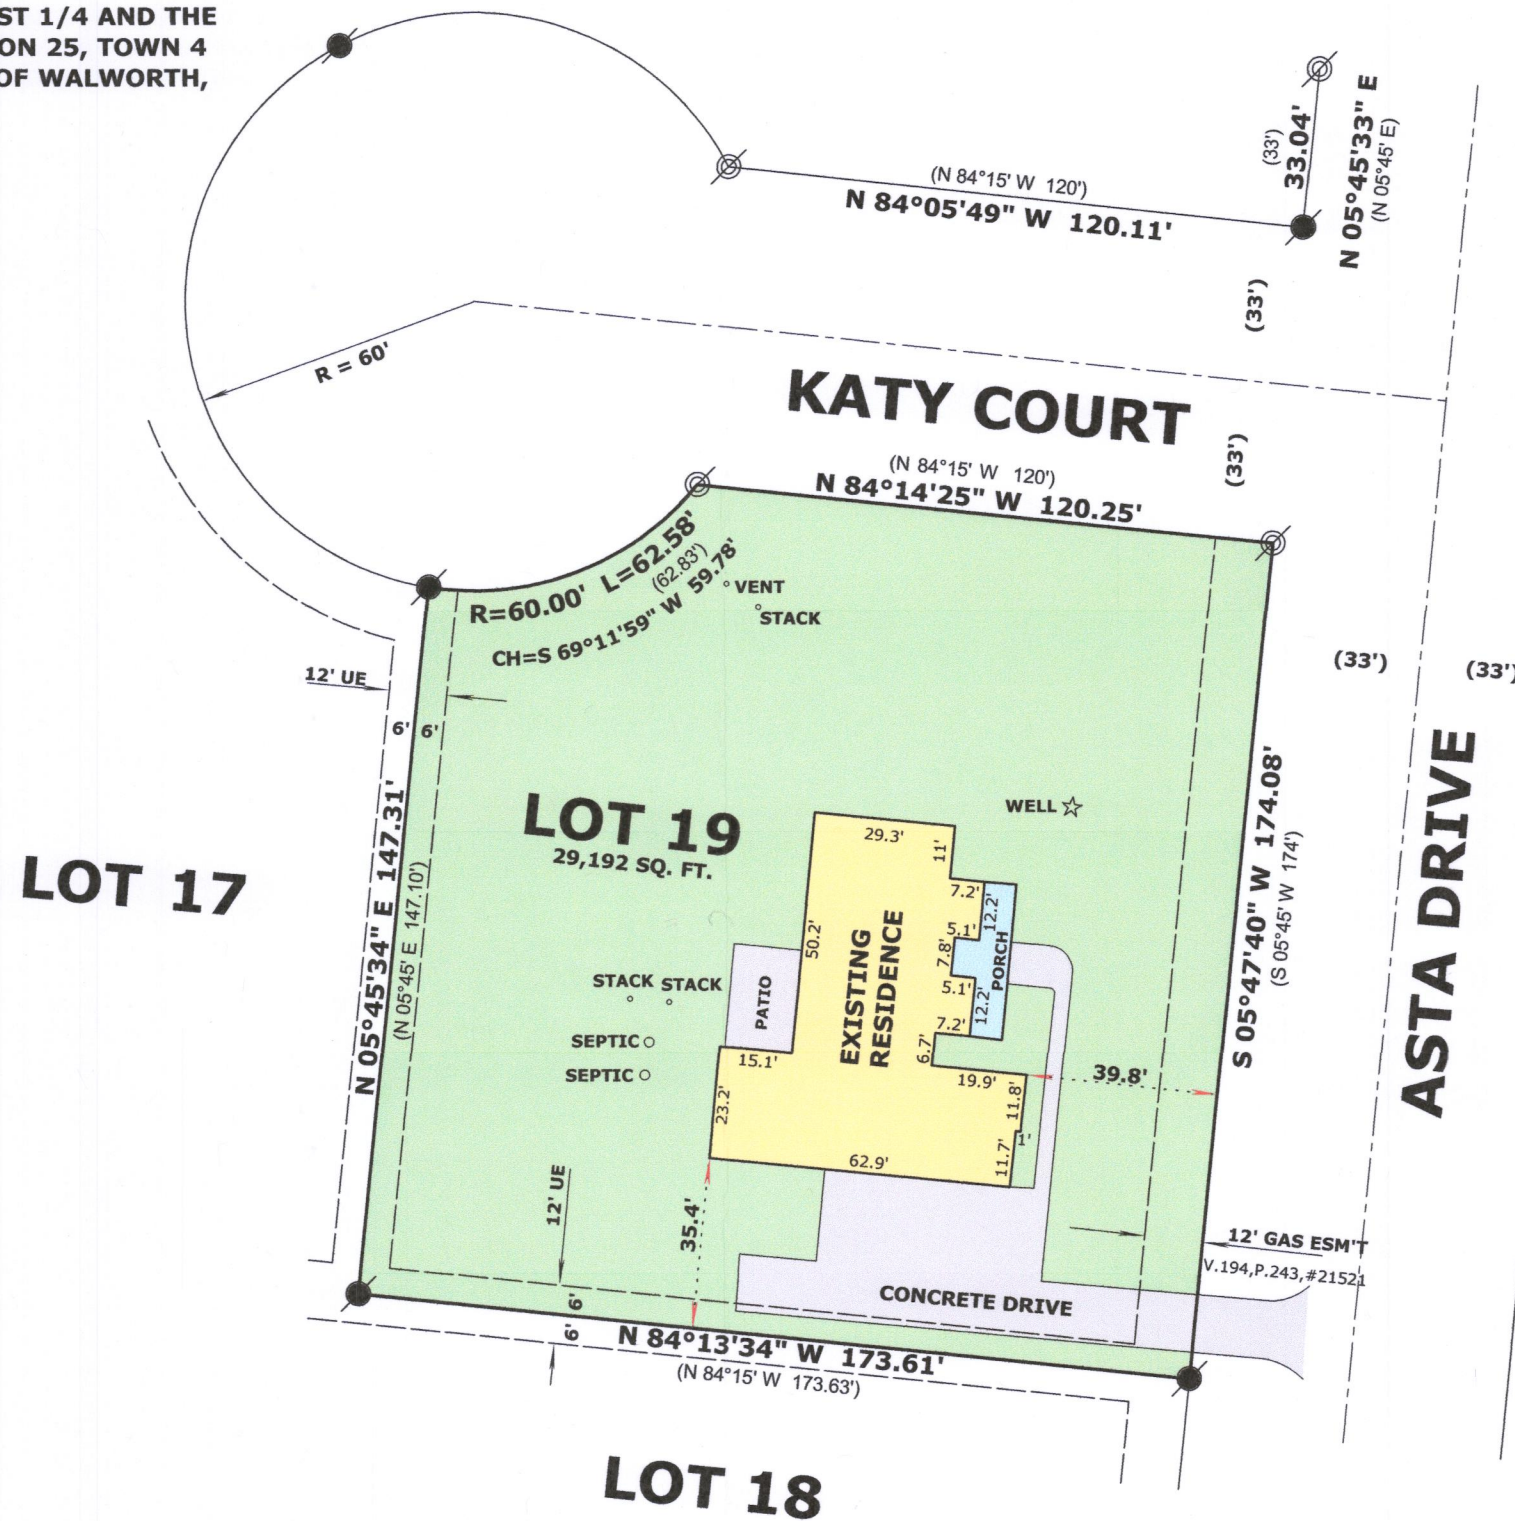 ST 1/4 AND THE
ON 25, TOWN 4
OF WALWORTH,
(33')
33.04'
N 05°45'33" E
(N 05°45' E)
(N 84°15' W 120')
N 84°05'49" W 120.11'
(33')
R = 60'
KATY COURT
(33')
(N 84°15' W 120')
N 84°14'25" W 120.25'
R=60.00' L=62.58'
(62.83')
CH=S 69°11'59" W 59.78'
VENT
STACK
(33')
(33')
12' UE
6'
6'
N 05°45'34" E 147.31'
(N 05°45' E 147.10')
LOT 17
LOT 19
29,192 SQ. FT.
WELL
29.3'
11'
7.2'
12.2'
5.1'
7.8'
PORCH
5.1'
12.2'
7.2'
6.7'
50.2'
EXISTING
RESIDENCE
PATIO
STACK
STACK
SEPTIC
SEPTIC
15.1'
23.2'
19.9'
11.8'
1'
11.7'
62.9'
39.8'
S 05°47'40" W 174.08'
(S 05°45' W 174')
ASTA DRIVE
12' UE
35.4'
12' GAS ESM'T
V.194,P.243,#21521
CONCRETE DRIVE
6'
6'
N 84°13'34" W 173.61'
(N 84°15' W 173.63')
LOT 18